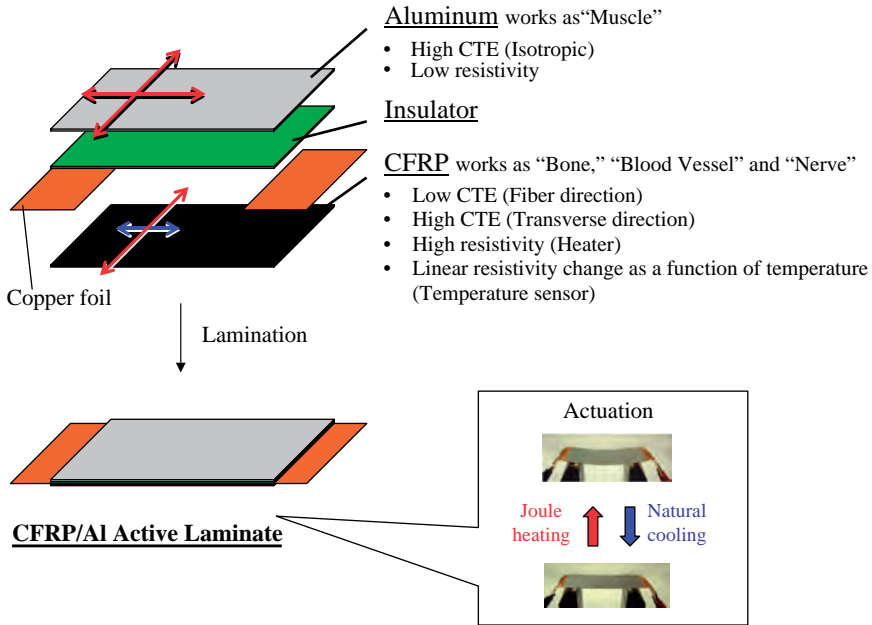 Aluminum works as“Muscle”
• High CTE (Isotropic)
• Low resistivity
Insulator
CFRP works as “Bone,” “Blood Vessel” and “Nerve”
• Low CTE (Fiber direction)
• High CTE (Transverse direction)
• High resistivity (Heater)
• Linear resistivity change as a function of temperature
(Temperature sensor)
Copper foil
Lamination
CFRP/Al Active Laminate
Actuation
Joule
heating
Natural
cooling